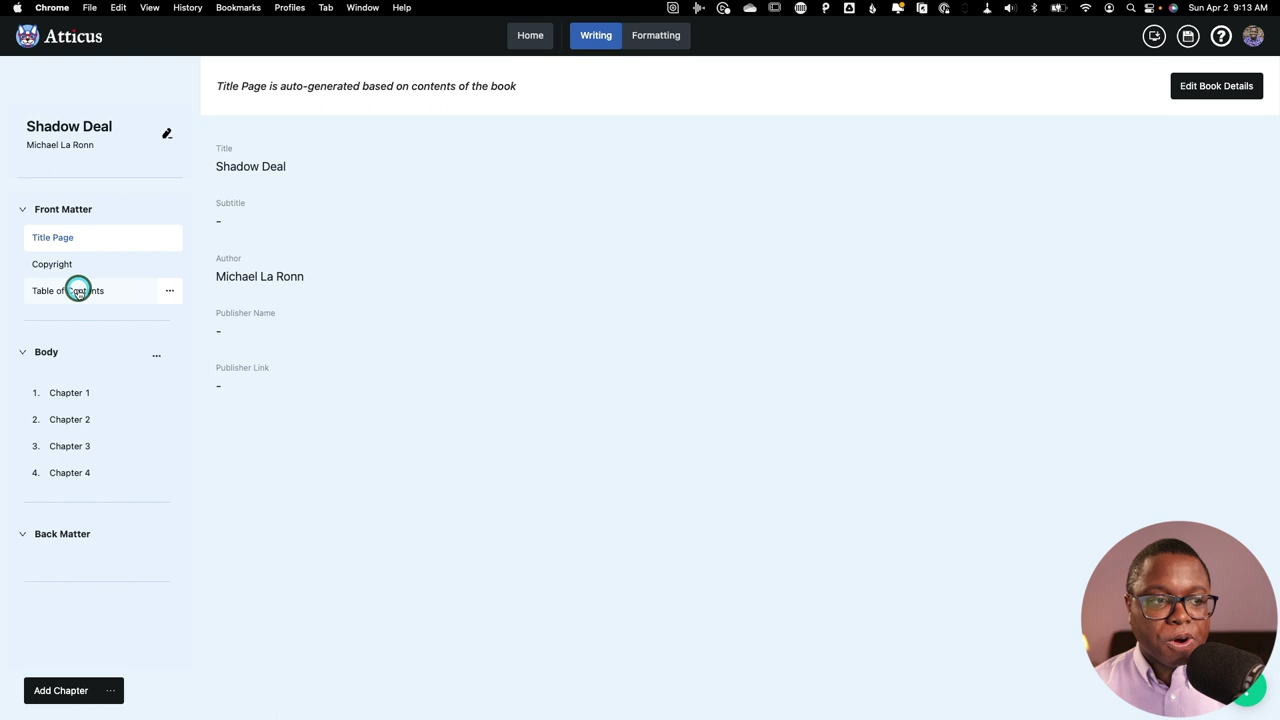 Chrome File Edit View History Bookmarks Profiles Tab Window Help Sun Apr 2 9:13 AM
Atticus Home Writing Formatting
Title Page is auto-generated based on contents of the book Edit Book Details
Shadow Deal
Michael La Ronn
Front Matter
Title Page
Copyright
Table of Contents
Body
1. Chapter 1
2. Chapter 2
3. Chapter 3
4. Chapter 4
Back Matter
Add Chapter
Title
Shadow Deal
Subtitle
-
Author
Michael La Ronn
Publisher Name
-
Publisher Link
-